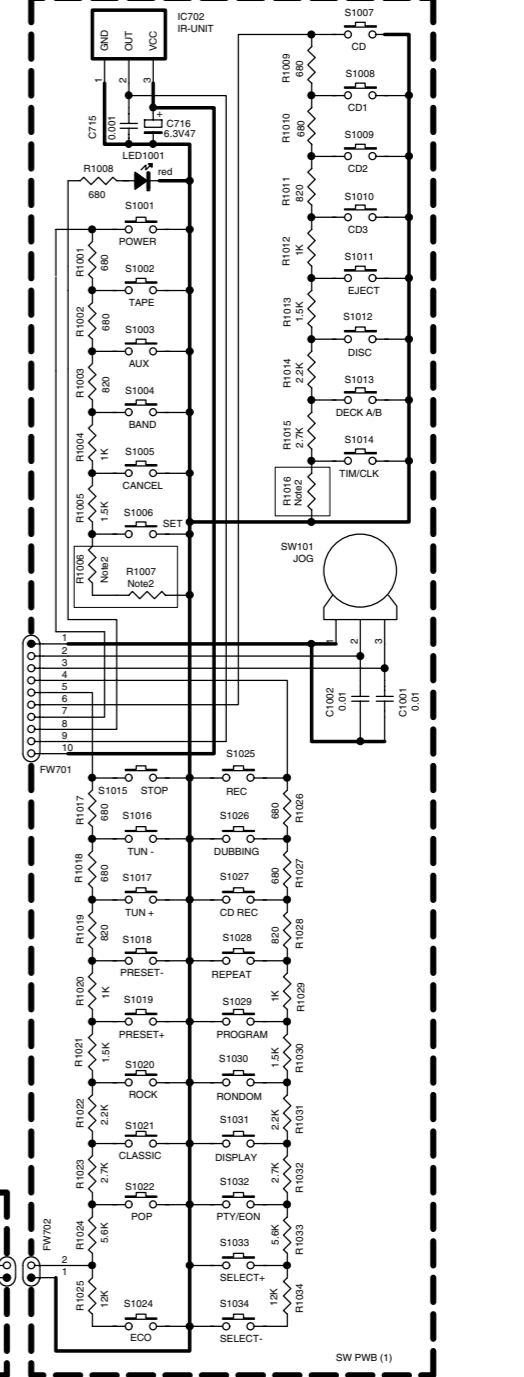 IC702
IR-UNIT
GND
OUT
VCC
1
2
3
C715
0.001
+
C716
6.3V47
LED1001
red
R1008
680
S1001
POWER
R1001
680
S1002
TAPE
R1002
680
S1003
AUX
R1003
820
S1004
BAND
R1004
1K
S1005
CANCEL
R1005
1.5K
S1006
SET
R1006
Note2
R1007
Note2
S1007
CD
R1009
680
S1008
CD1
R1010
680
S1009
CD2
R1011
820
S1010
CD3
R1012
1K
S1011
EJECT
R1013
1.5K
S1012
DISC
R1014
2.2K
S1013
DECK A/B
R1015
2.7K
S1014
TIM/CLK
R1016
Note2
SW101
JOG
1
2
3
C1002
0.01
C1001
0.01
1
2
3
4
5
6
7
8
9
10
FW701
S1015
STOP
R1017
680
S1016
TUN -
R1018
680
S1017
TUN +
R1019
820
S1018
PRESET-
R1020
1K
S1019
PRESET+
R1021
1.5K
S1020
ROCK
R1022
2.2K
S1021
CLASSIC
R1023
2.7K
S1022
POP
R1024
5.6K
R1025
12K
S1024
ECO
S1025
REC
680
R1026
S1026
DUBBING
680
R1027
S1027
CD REC
820
R1028
S1028
REPEAT
1K
R1029
S1029
PROGRAM
1.5K
R1030
S1030
RONDOM
2.2K
R1031
S1031
DISPLAY
2.7K
R1032
S1032
PTY/EON
5.6K
R1033
S1033
SELECT+
12K
R1034
S1034
SELECT-
FW702
2
1
SW PWB (1)